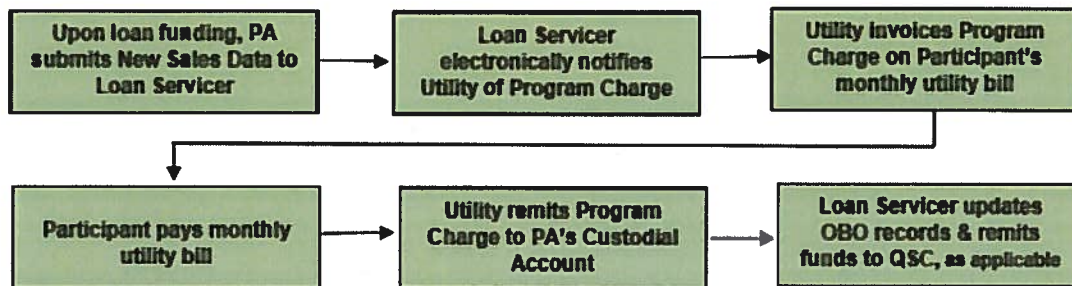 Upon loan funding, PA
submits New Sales Data to
Loan Servicer
Loan Servicer
electronically notifies
Utility of Program Charge
Utility invoices Program
Charge on Participant's
monthly utility bill
Participant pays monthly
utility bill
Utility remits Program
Charge to PA's Custodial
Account
Loan Servicer updates
OBO records & remits
funds to QSC, as applicable